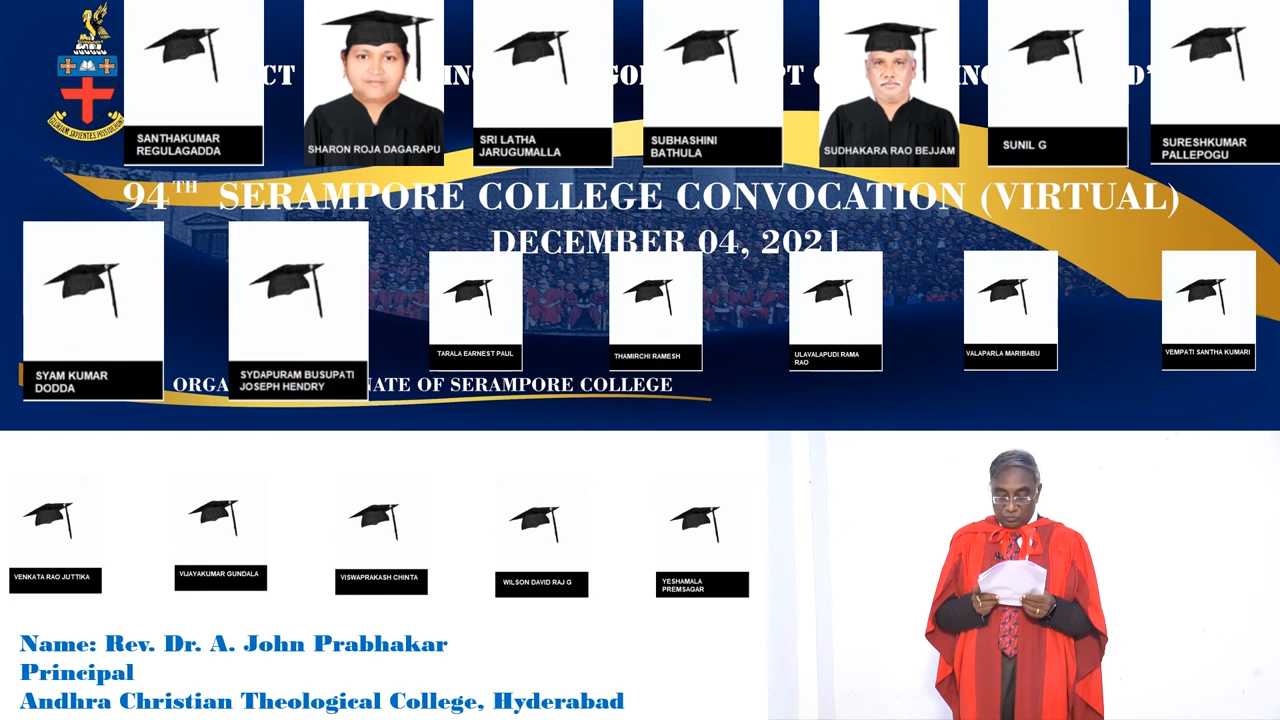 SANTHAKUMAR
REGULAGADDA
SHARON ROJA DAGARAPU
SRI LATHA
JARUGUMALLA
SUBHASHINI
BATHULA
SUDHAKARA RAO BEJJAM
SUNIL G
SURESHKUMAR
PALLEPOGU
94TH SERAMPORE COLLEGE CONVOCATION (VIRTUAL)
DECEMBER 04, 2021
SYAM KUMAR
DODDA
SYDAPURAM BUSUPATI
JOSEPH HENDRY
TARALA EARNEST PAUL
THAMIRCHI RAMESH
ULAVALAPUDI RAMA
RAO
VALAPARLA MARIBABU
VEMPATI SANTHA KUMARI
OF SERAMPORE COLLEGE
VENKATA RAO JUTTIKA
VIJAYAKUMAR GUNDALA
VISWAPRAKASH CHINTA
WILSON DAVID RAJ G
YESHAMALA
PREMSAGAR
Name: Rev. Dr. A. John Prabhakar
Principal
Andhra Christian Theological College, Hyderabad